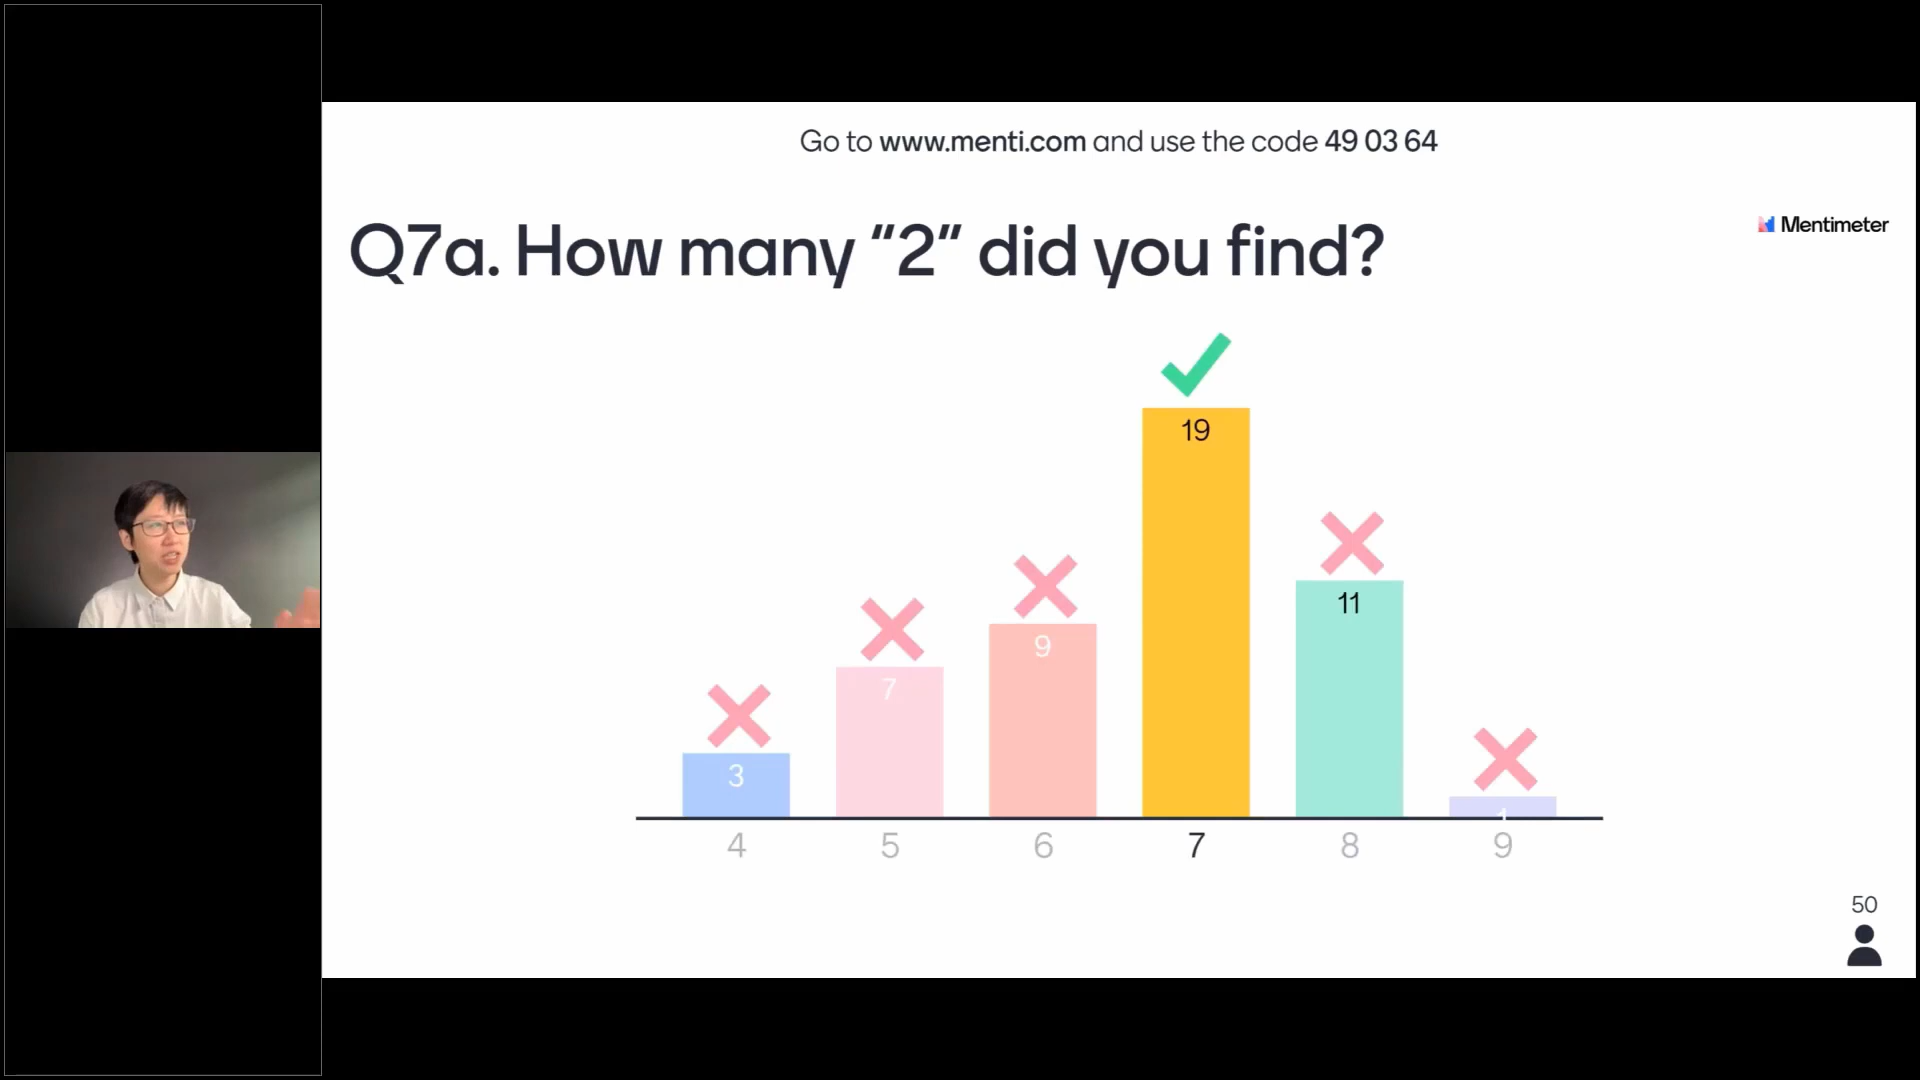 Go to www.menti.com and use the code 49 03 64
Mentimeter
Q7a. How many “2” did you find?
19
11
9
7
3
4 5 6 7 8 9
50